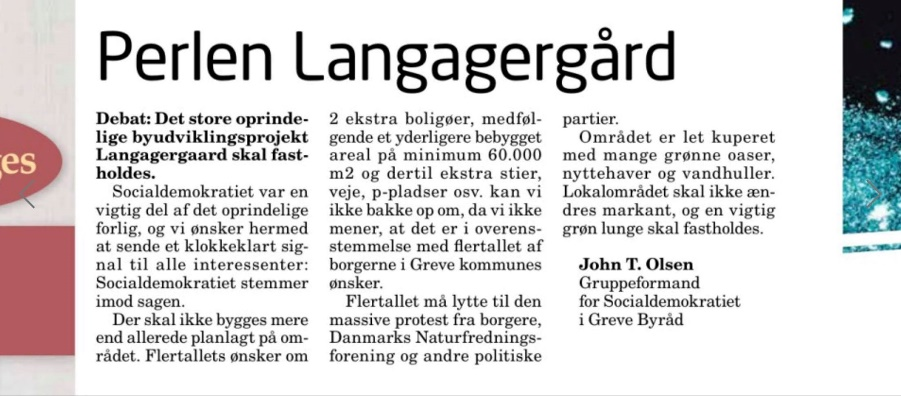 Perlen Langagergård
Debat: Det store oprinde-
lige byudviklingsprojekt
Langagergaard skal fast-
holdes.
Socialdemokratiet var en
vigtig del af det oprindelige
forlig, og vi ønsker hermed
at sende et klokkeklart sig-
nal til alle interessenter:
Socialdemokratiet stemmer
imod sagen.
Der skal ikke bygges mere
end allerede planlagt på om-
rådet. Flertallets ønsker om
2 ekstra boligøer, medføl-
gende et yderligere bebygget
areal på minimum 60.000
m2 og dertil ekstra stier,
veje, p-pladser osv. kan vi
ikke bakke op om, da vi ikke
mener, at det er i overens-
stemmelse med flertallet af
borgerne i Greve kommunes
ønsker.
Flertallet må lytte til den
massive protest fra borgere,
Danmarks Naturfrednings-
forening og andre politiske
partier.
Området er let kuperet
med mange grønne oaser,
nyttehaver og vandhuller.
Lokalområdet skal ikke æn-
dres markant, og en vigtig
grøn lunge skal fastholdes.
John T. Olsen
Gruppeformand
for Socialdemokratiet
i Greve Byråd